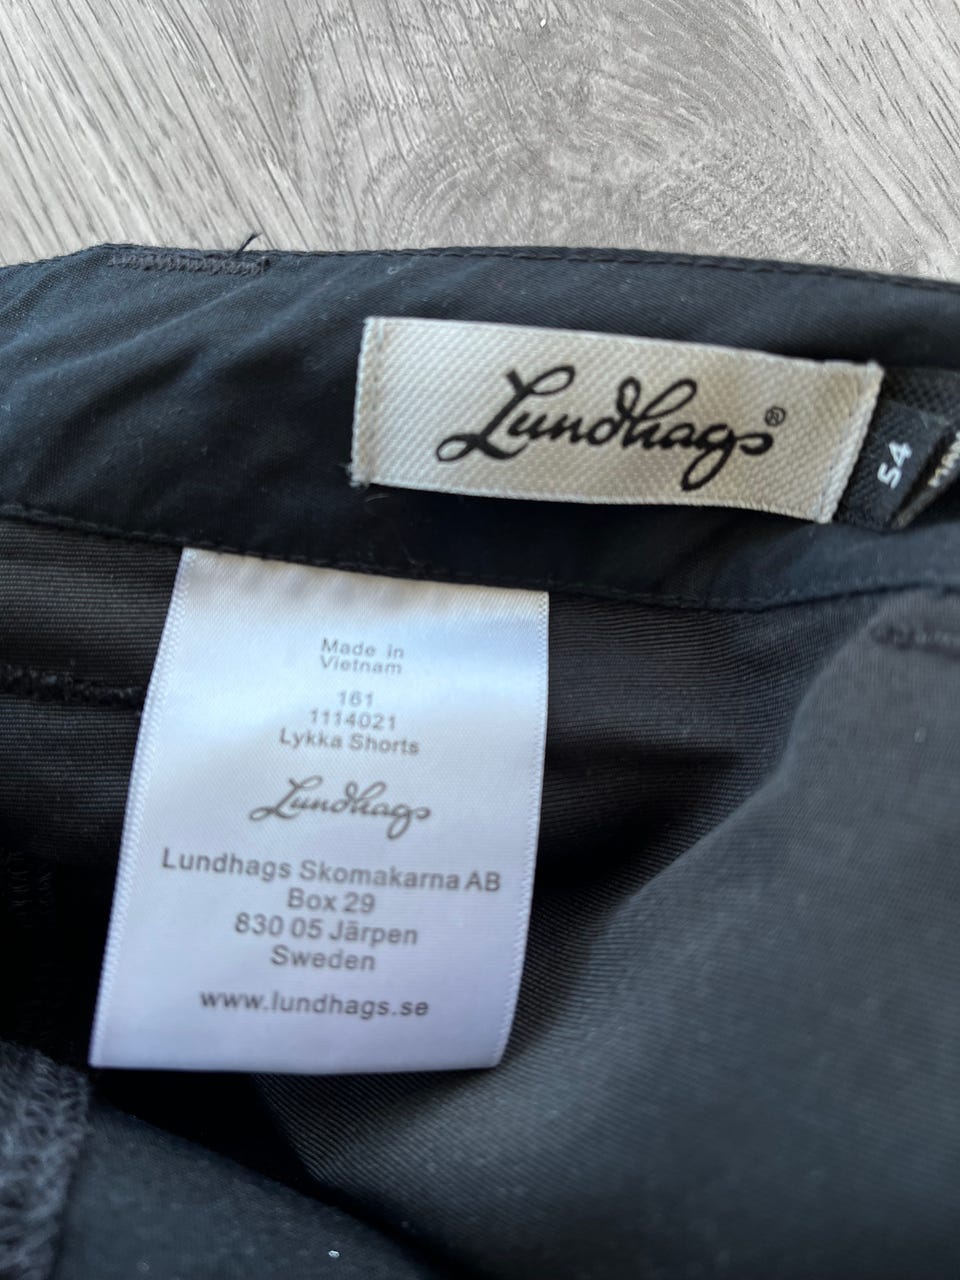 Lundhags®
54
Made in
Vietnam
161
1114021
Lykka Shorts
Lundhags
Lundhags Skomakarna AB
Box 29
830 05 Järpen
Sweden
www.lundhags.se